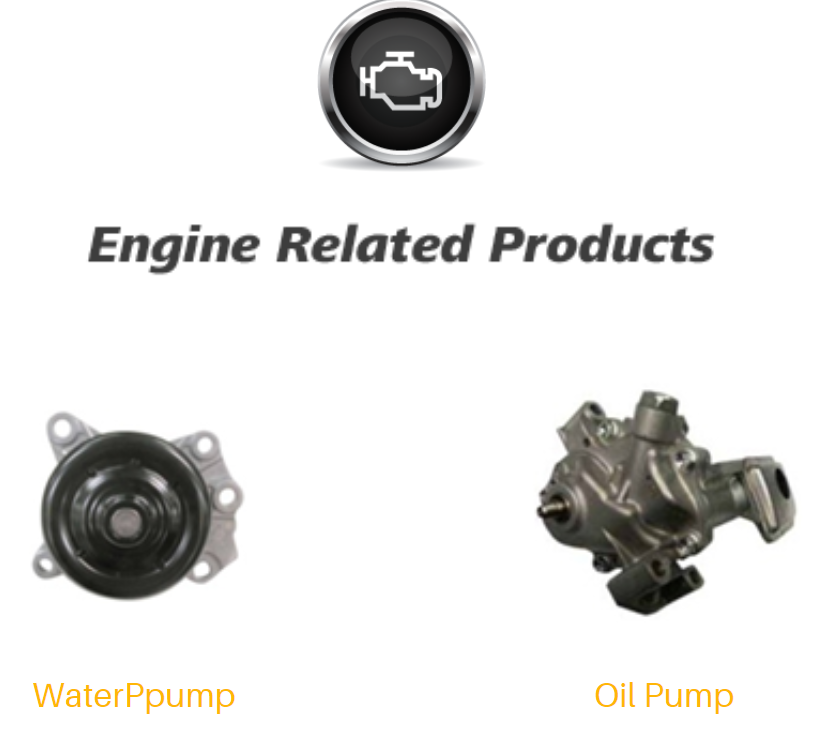 Engine Related Products
WaterPpump
Oil Pump